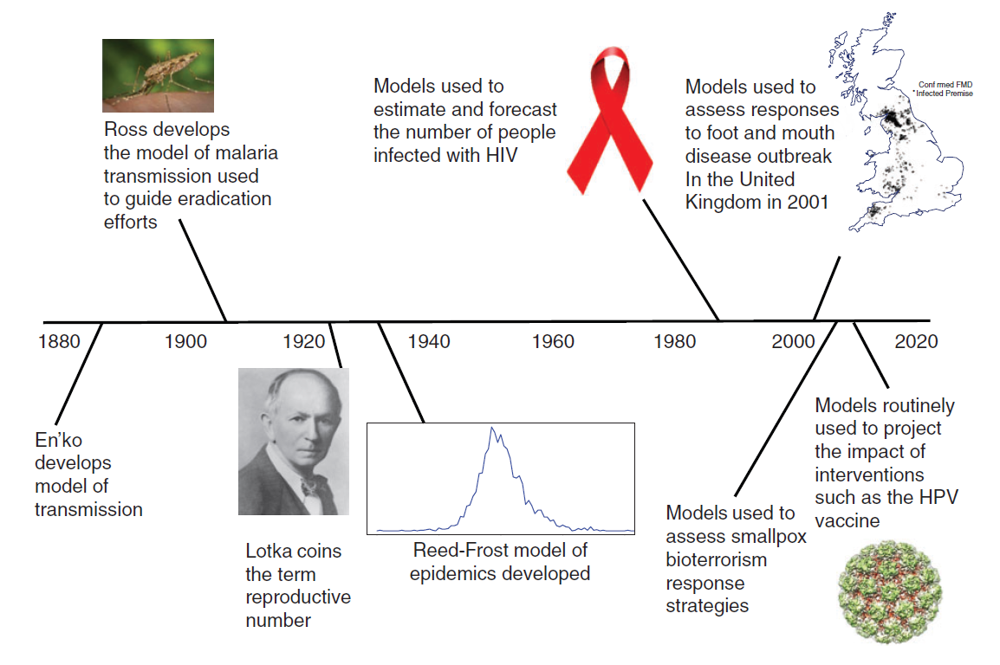 Ross develops
the model of malaria
transmission used
to guide eradication
efforts
Models used to
estimate and forecast
the number of people
infected with HIV
Models used to
assess responses
to foot and mouth
disease outbreak
In the United
Kingdom in 2001
Confirmed FMD
*Infected Premise
1880 1900 1920 1940 1960 1980 2000 2020
En’ko
develops
model of
transmission
Lotka coins
the term
reproductive
number
Reed-Frost model of
epidemics developed
Models used to
assess smallpox
bioterrorism
response
strategies
Models routinely
used to project
the impact of
interventions
such as the HPV
vaccine